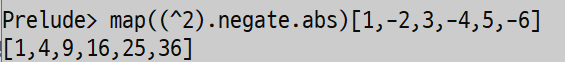 Prelude> map((^2).negate.abs)[1,-2,3,-4,5,-6]
[1,4,9,16,25,36]